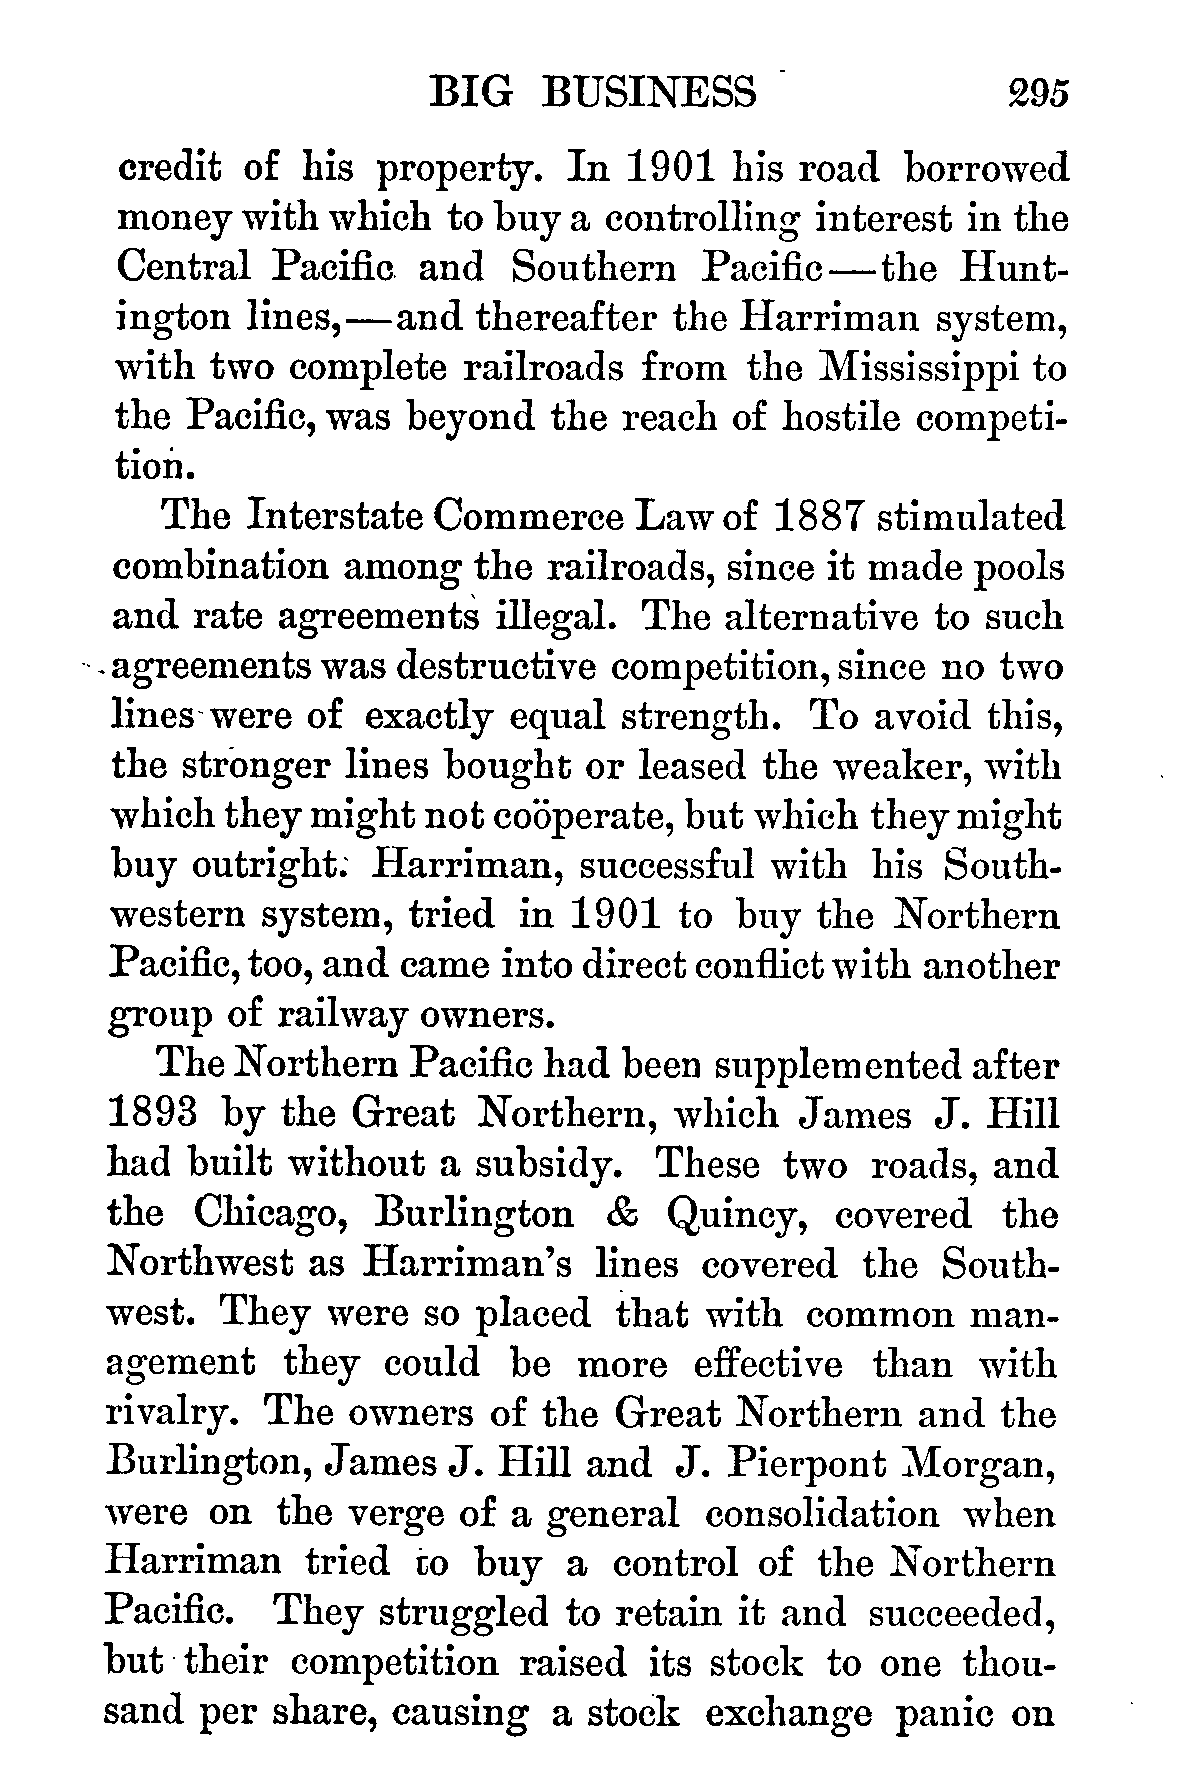 BIG BUSINESS 295
credit of his property. In 1901 his road borrowed
money with which to buy a controlling interest in the
Central Pacific and Southern Pacific—the Hunt-
ington lines,—and thereafter the Harriman system,
with two complete railroads from the Mississippi to
the Pacific, was beyond the reach of hostile competi-
tion.
The Interstate Commerce Law of 1887 stimulated
combination among the railroads, since it made pools
and rate agreements illegal. The alternative to such
agreements was destructive competition, since no two
lines were of exactly equal strength. To avoid this,
the stronger lines bought or leased the weaker, with
which they might not coöperate, but which they might
buy outright. Harriman, successful with his South-
western system, tried in 1901 to buy the Northern
Pacific, too, and came into direct conflict with another
group of railway owners.
The Northern Pacific had been supplemented after
1893 by the Great Northern, which James J. Hill
had built without a subsidy. These two roads, and
the Chicago, Burlington & Quincy, covered the
Northwest as Harriman's lines covered the South-
west. They were so placed that with common man-
agement they could be more effective than with
rivalry. The owners of the Great Northern and the
Burlington, James J. Hill and J. Pierpont Morgan,
were on the verge of a general consolidation when
Harriman tried to buy a control of the Northern
Pacific. They struggled to retain it and succeeded,
but their competition raised its stock to one thou-
sand per share, causing a stock exchange panic on